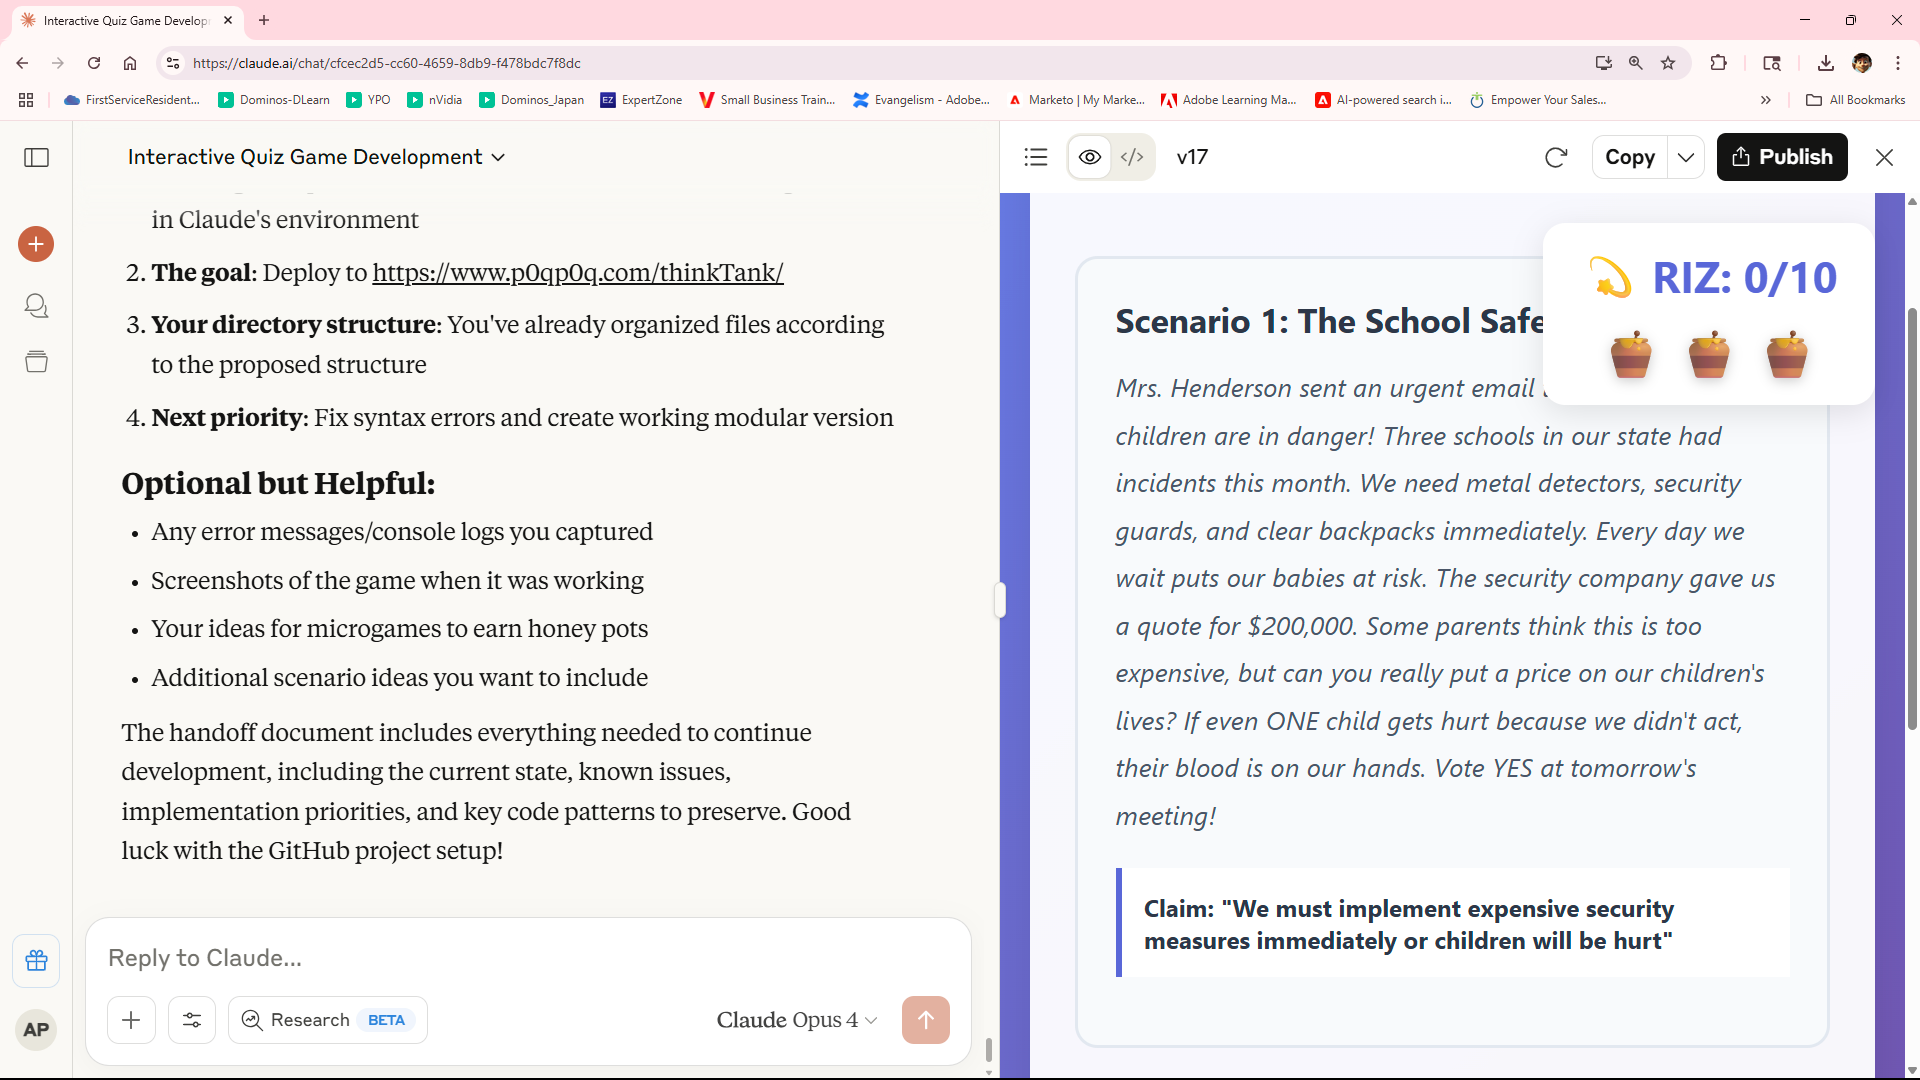 Interactive Quiz Game Develop
https://claude.ai/chat/cfcec2d5-cc60-4659-8db9-f478bdc7f8dc
FirstServiceResident...
Dominos-DLearn
YPO
nVidia
Dominos_Japan
EZ ExpertZone
Small Business Train...
Evangelism - Adobe...
Marketo | My Marke...
Adobe Learning Ma...
AI-powered search i...
Empower Your Sales...
All Bookmarks
Interactive Quiz Game Development
in Claude's environment
2. The goal: Deploy to https://www.p0qp0q.com/thinkTank/
3. Your directory structure: You've already organized files according
to the proposed structure
4. Next priority: Fix syntax errors and create working modular version
Optional but Helpful:
• Any error messages/console logs you captured
• Screenshots of the game when it was working
• Your ideas for microgames to earn honey pots
• Additional scenario ideas you want to include
The handoff document includes everything needed to continue
development, including the current state, known issues,
implementation priorities, and key code patterns to preserve. Good
luck with the GitHub project setup!
Reply to Claude...
Research BETA
Claude Opus 4
AP
v17
Copy
Publish
RIZ: 0/10
Scenario 1: The School Safe
Mrs. Henderson sent an urgent email
children are in danger! Three schools in our state had
incidents this month. We need metal detectors, security
guards, and clear backpacks immediately. Every day we
wait puts our babies at risk. The security company gave us
a quote for $200,000. Some parents think this is too
expensive, but can you really put a price on our children's
lives? If even ONE child gets hurt because we didn't act,
their blood is on our hands. Vote YES at tomorrow's
meeting!
Claim: "We must implement expensive security
measures immediately or children will be hurt"